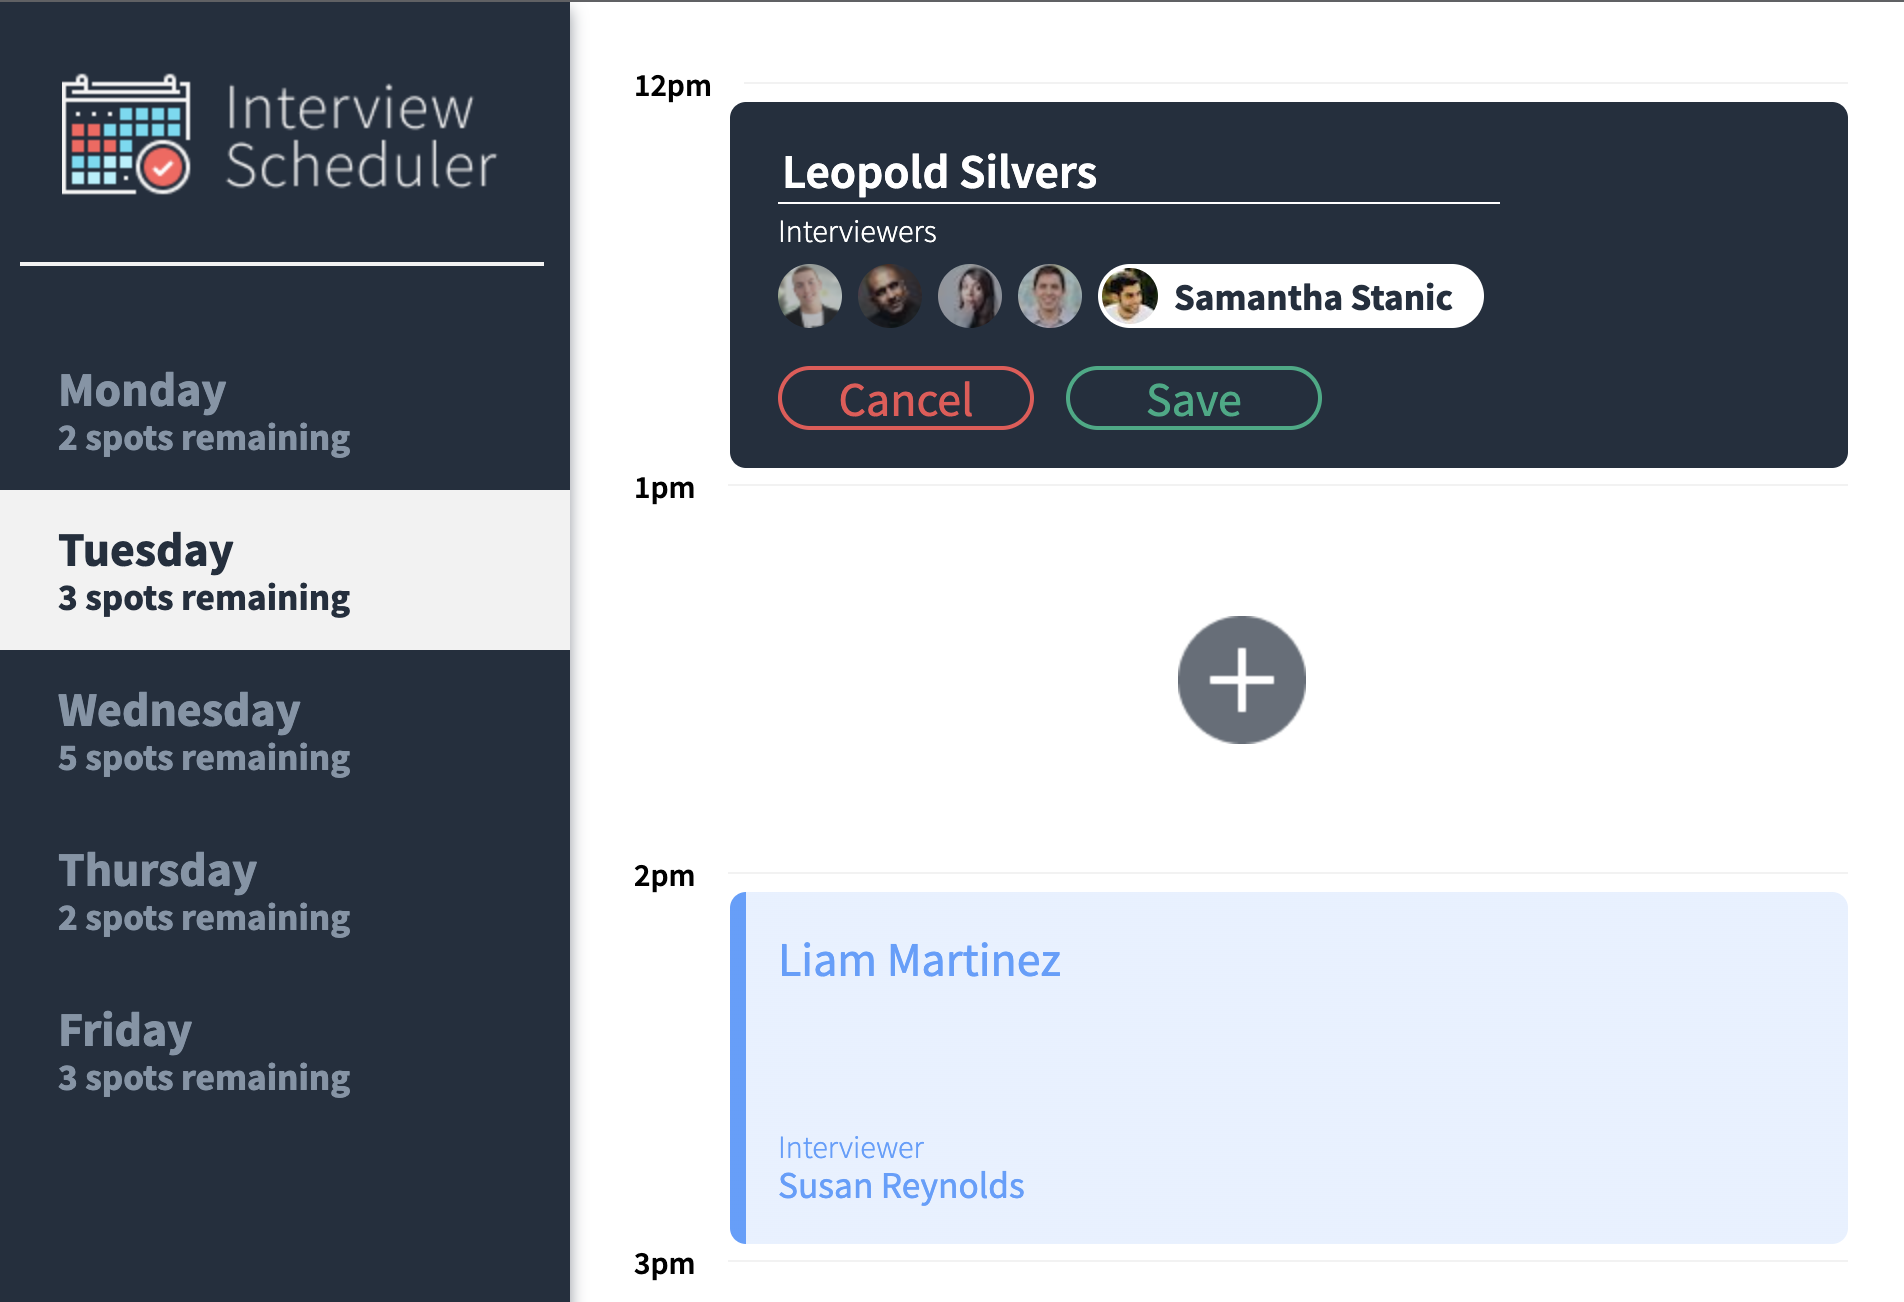 Interview
Scheduler
Monday
2 spots remaining
Tuesday
3 spots remaining
Wednesday
5 spots remaining
Thursday
2 spots remaining
Friday
3 spots remaining
12pm
Leopold Silvers
Interviewers
Samantha Stanic
Cancel Save
1pm
2pm
Liam Martinez
Interviewer
Susan Reynolds
3pm